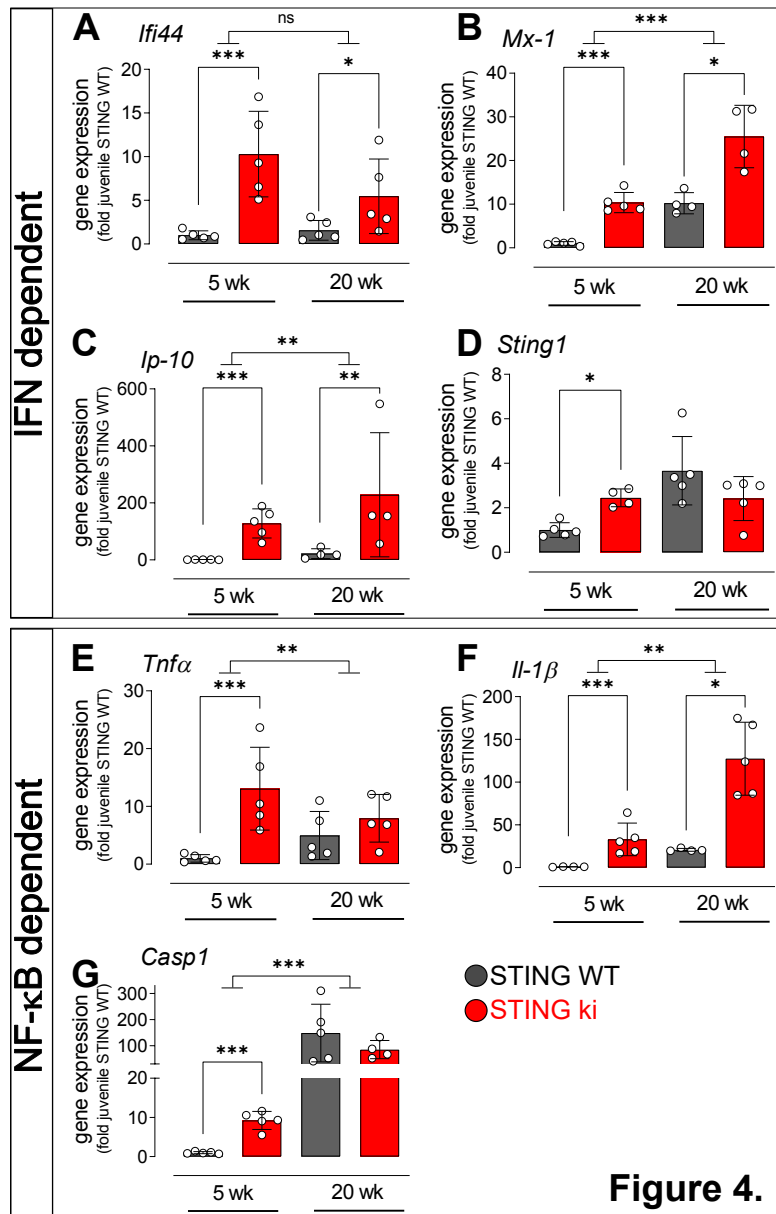 IFN dependent
A
Ifi44
ns
***
*
gene expression
(fold juvenile STING WT)
20
15
10
5
0
5 wk
20 wk
B
Mx-1
***
***
*
gene expression
(fold juvenile STING WT)
40
30
20
10
0
5 wk
20 wk
C
Ip-10
**
***
**
gene expression
(fold juvenile STING WT)
600
400
200
0
5 wk
20 wk
D
Sting1
*
gene expression
(fold juvenile STING WT)
8
6
4
2
0
5 wk
20 wk
NF-κB dependent
E
Tnfα
**
***
gene expression
(fold juvenile STING WT)
30
20
10
0
5 wk
20 wk
F
Il-1β
**
***
*
gene expression
(fold juvenile STING WT)
200
150
100
50
0
5 wk
20 wk
G
Casp1
***
***
gene expression
(fold juvenile STING WT)
300
200
100
20
10
0
5 wk
20 wk
STING WT
STING ki
Figure 4.